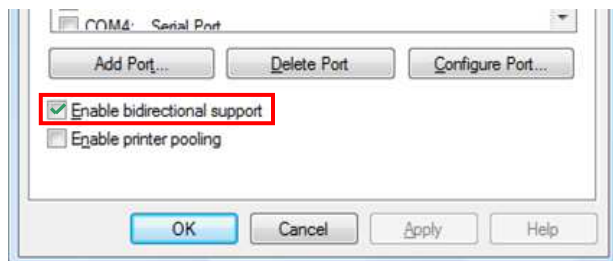 COM4: Serial Port
Add Port... Delete Port Configure Port...
Enable bidirectional support
Enable printer pooling
OK Cancel Apply Help